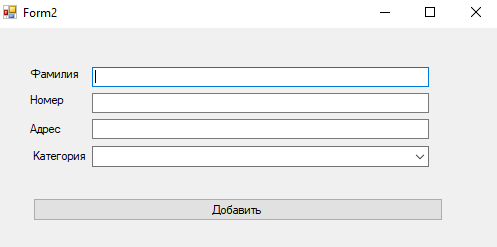 Form2
Фамилия
Номер
Адрес
Категория
Добавить